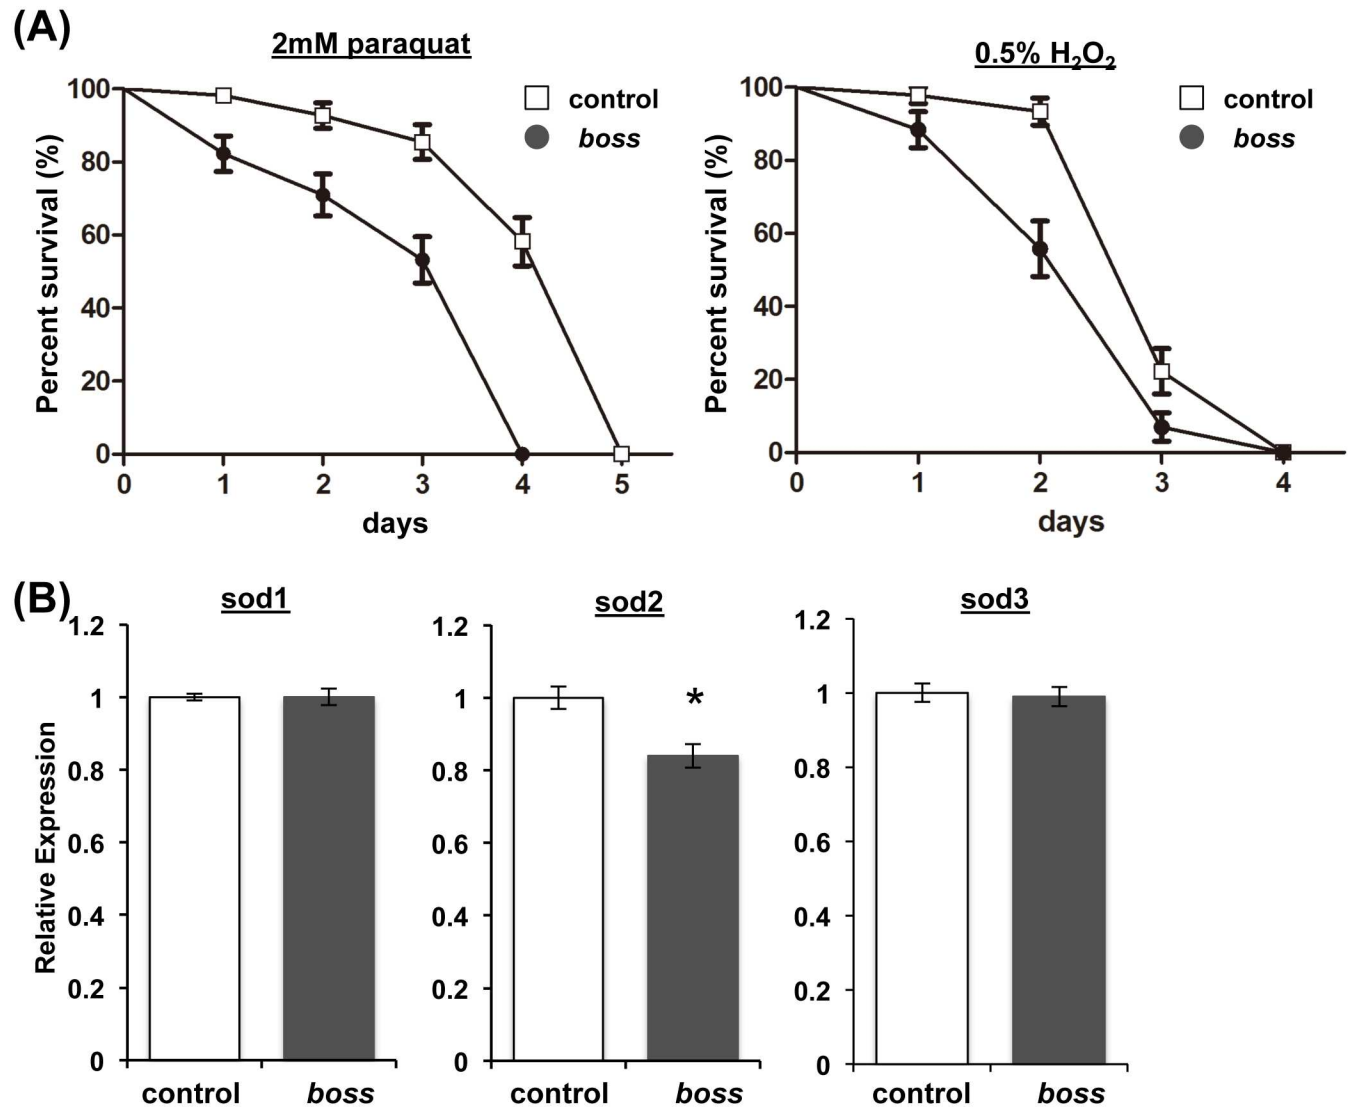 (A)
2mM paraquat
100
80
60
40
20
0
Percent survival (%)
0 1 2 3 4 5
days
control
boss
0.5% H₂O₂
100
80
60
40
20
0
Percent survival (%)
0 1 2 3 4
days
control
boss
(B)
sod1
1.2
1
0.8
0.6
0.4
0.2
0
Relative Expression
control boss
sod2
1.2
1
0.8
0.6
0.4
0.2
0
*
control boss
sod3
1.2
1
0.8
0.6
0.4
0.2
0
control boss